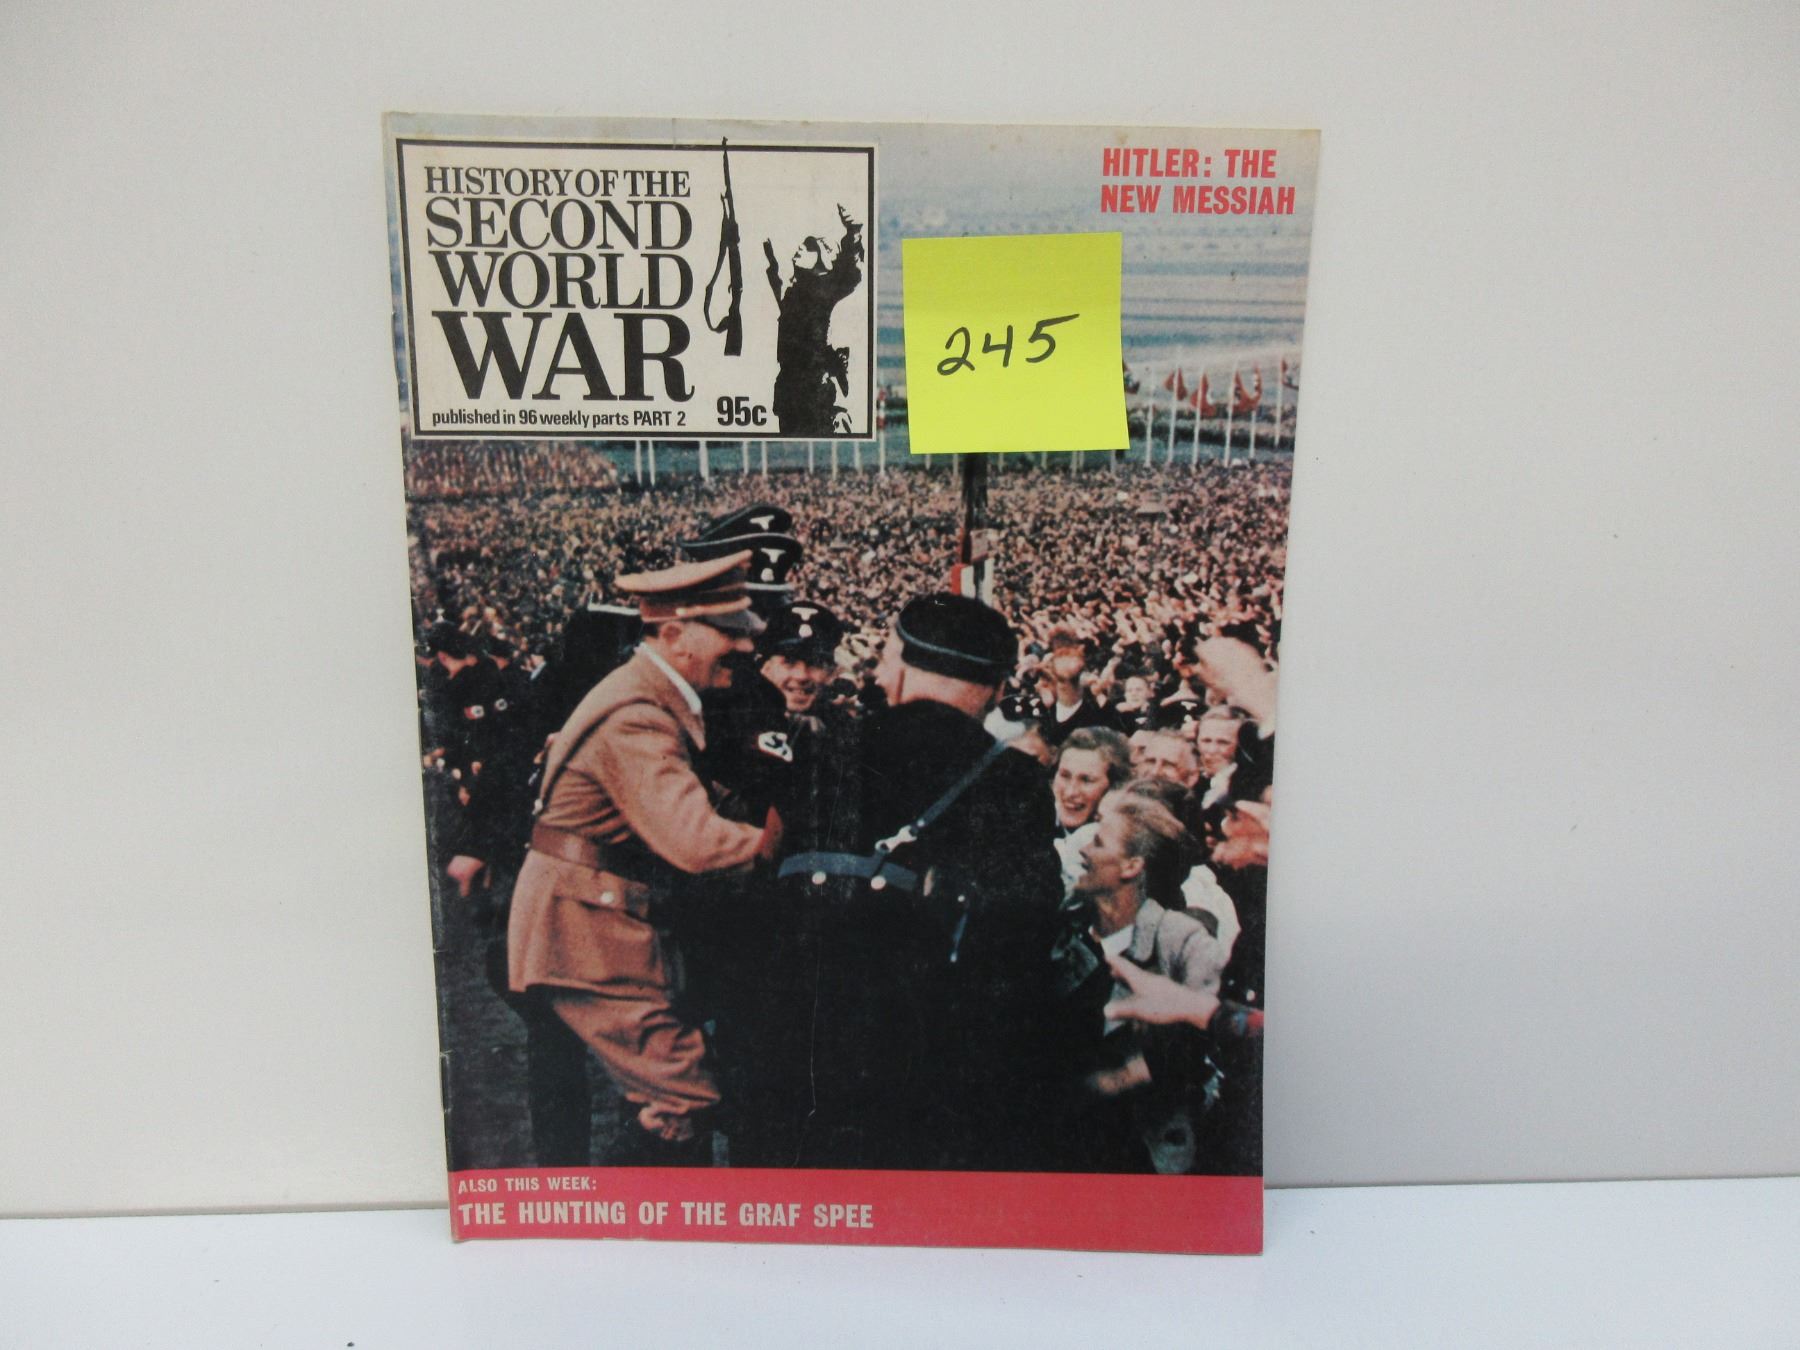 HISTORY OF THE
SECOND
WORLD
WAR
published in 96 weekly parts PART 2
95c
HITLER: THE
NEW MESSIAH
245
ALSO THIS WEEK:
THE HUNTING OF THE GRAF SPEE